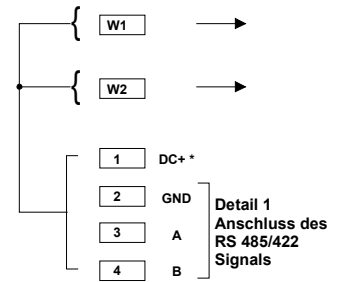 W1
W2
1 DC+ *
2 GND
3 A
4 B
Detail 1
Anschluss des
RS 485/422
Signals